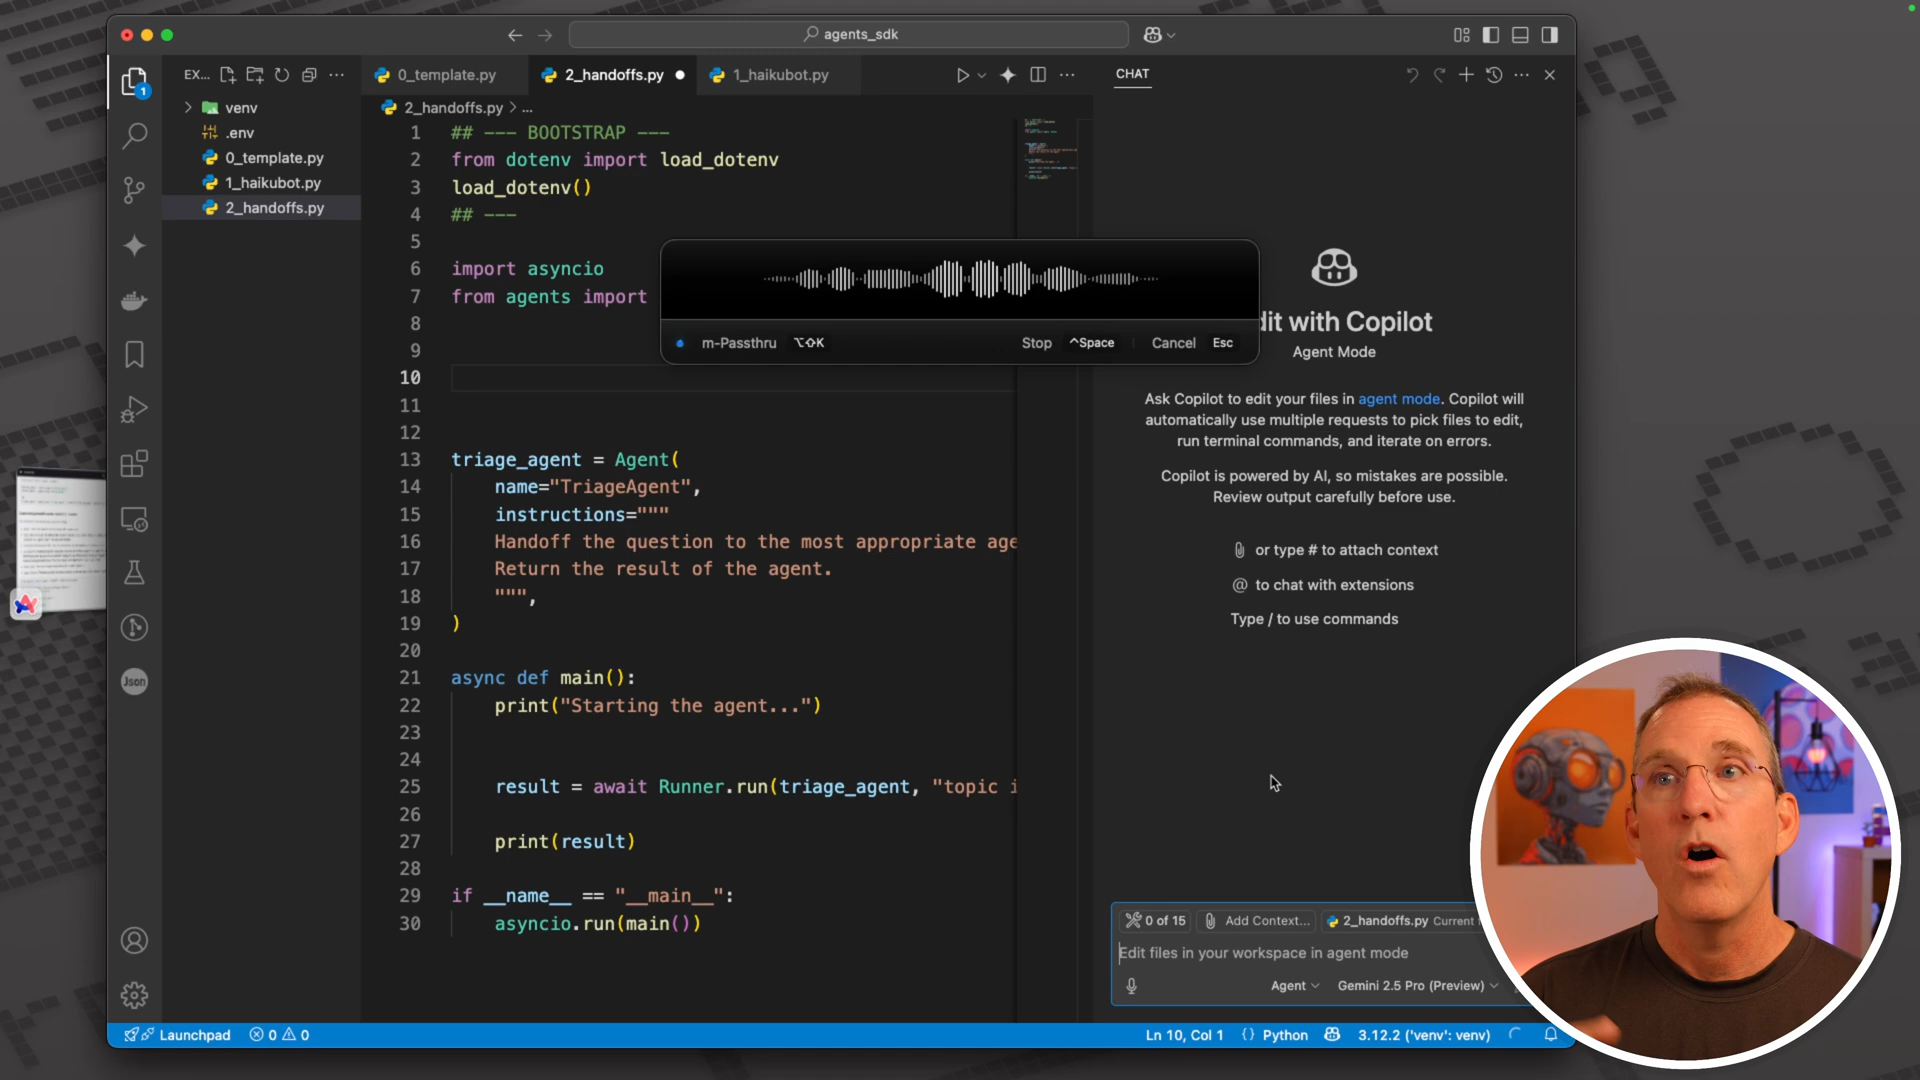 agents_sdk
EX...
0_template.py
2_handoffs.py
1_haikubot.py
CHAT
1
venv
.env
0_template.py
1_haikubot.py
2_handoffs.py
2_handoffs.py > ...
1 ## --- BOOTSTRAP ---
2 from dotenv import load_dotenv
3 load_dotenv()
4 ## ---
5
6 import asyncio
7 from agents import
8
9
10
11
12
13 triage_agent = Agent(
14 name="TriageAgent",
15 instructions="""
16 Handoff the question to the most appropriate age
17 Return the result of the agent.
18 """,
19 )
20
21 async def main():
22 print("Starting the agent...")
23
24
25 result = await Runner.run(triage_agent, "topic i
26
27 print(result)
28
29 if __name__ == "__main__":
30 asyncio.run(main())
m-Passthru ⌥⇧K
Stop ^Space
Cancel Esc
dit with Copilot
Agent Mode
Ask Copilot to edit your files in agent mode. Copilot will
automatically use multiple requests to pick files to edit,
run terminal commands, and iterate on errors.
Copilot is powered by AI, so mistakes are possible.
Review output carefully before use.
or type # to attach context
@ to chat with extensions
Type / to use commands
Json
0 of 15
Add Context...
2_handoffs.py Current
Edit files in your workspace in agent mode
Agent
Gemini 2.5 Pro (Preview)
Launchpad
0
0
Ln 10, Col 1
{} Python
3.12.2 ('venv': venv)